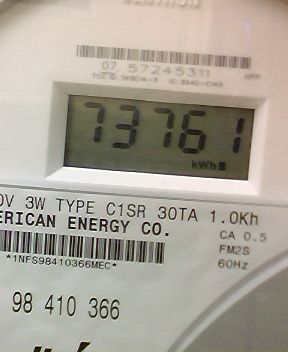 07 57245311
73761
kWh
0V 3W TYPE C1SR 30TA 1.0Kh
ERICAN ENERGY CO.
CA 0.5
FM2S
*1NFS98410366MEC*
60Hz
98 410 366